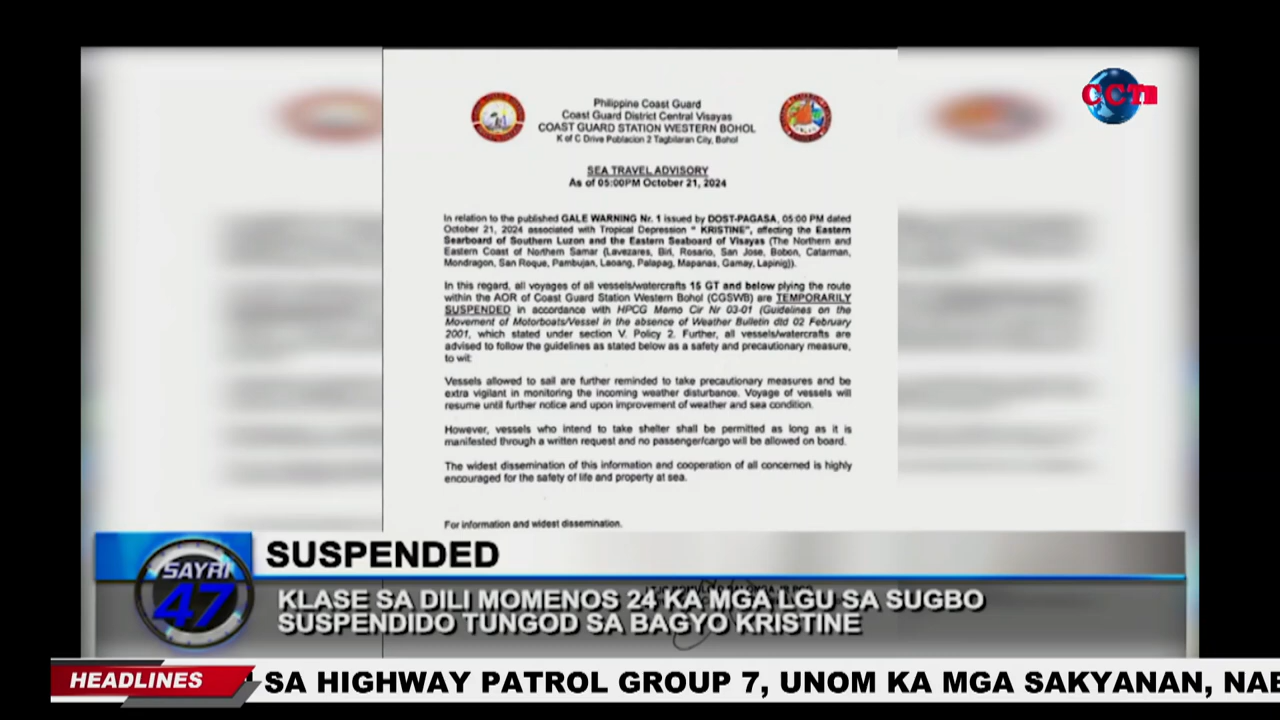 CCTN
Philippine Coast Guard
Coast Guard District Central Visayas
COAST GUARD STATION WESTERN BOHOL
K of C Drive Poblacion 2 Tagbilaran City, Bohol
SEA TRAVEL ADVISORY
As of 05:00PM October 21, 2024
In relation to the published GALE WARNING Nr. 1 issued by DOST-PAGASA, 05:00 PM dated
October 21, 2024 associated with Tropical Depression " KRISTINE", affecting the Eastern
Searboard of Southern Luzon and the Eastern Seaboard of Visayas (The Northern and
Eastern Coast of Northern Samar (Lavezares, Biri, Rosario, San Jose, Bobon, Catarman,
Mondragon, San Roque, Pambujan, Laoang, Palapag, Mapanas, Gamay, Lapinig)).
In this regard, all voyages of all vessels/watercrafts 15 GT and below plying the route
within the AOR of Coast Guard Station Western Bohol (CGSWB) are TEMPORARILY
SUSPENDED in accordance with HPCG Memo Cir Nr 03-01 (Guidelines on the
Movement of Motorboats/Vessel in the absence of Weather Bulletin dtd 02 February
2001, which stated under section V. Policy 2. Further, all vessels/watercrafts are
advised to follow the guidelines as stated below as a safety and precautionary measure,
to wit:
Vessels allowed to sail are further reminded to take precautionary measures and be
extra vigilant in monitoring the incoming weather disturbance. Voyage of vessels will
resume until further notice and upon improvement of weather and sea condition.
However, vessels who intend to take shelter shall be permitted as long as it is
manifested through a written request and no passenger/cargo will be allowed on board.
The widest dissemination of this information and cooperation of all concerned is highly
encouraged for the safety of life and property at sea.
For information and widest dissemination.
SUSPENDED
SAYRI
47
KLASE SA DILI MOMENOS 24 KA MGA LGU SA SUGBO
SUSPENDIDO TUNGOD SA BAGYO KRISTINE
HEADLINES
SA HIGHWAY PATROL GROUP 7, UNOM KA MGA SAKYANAN,